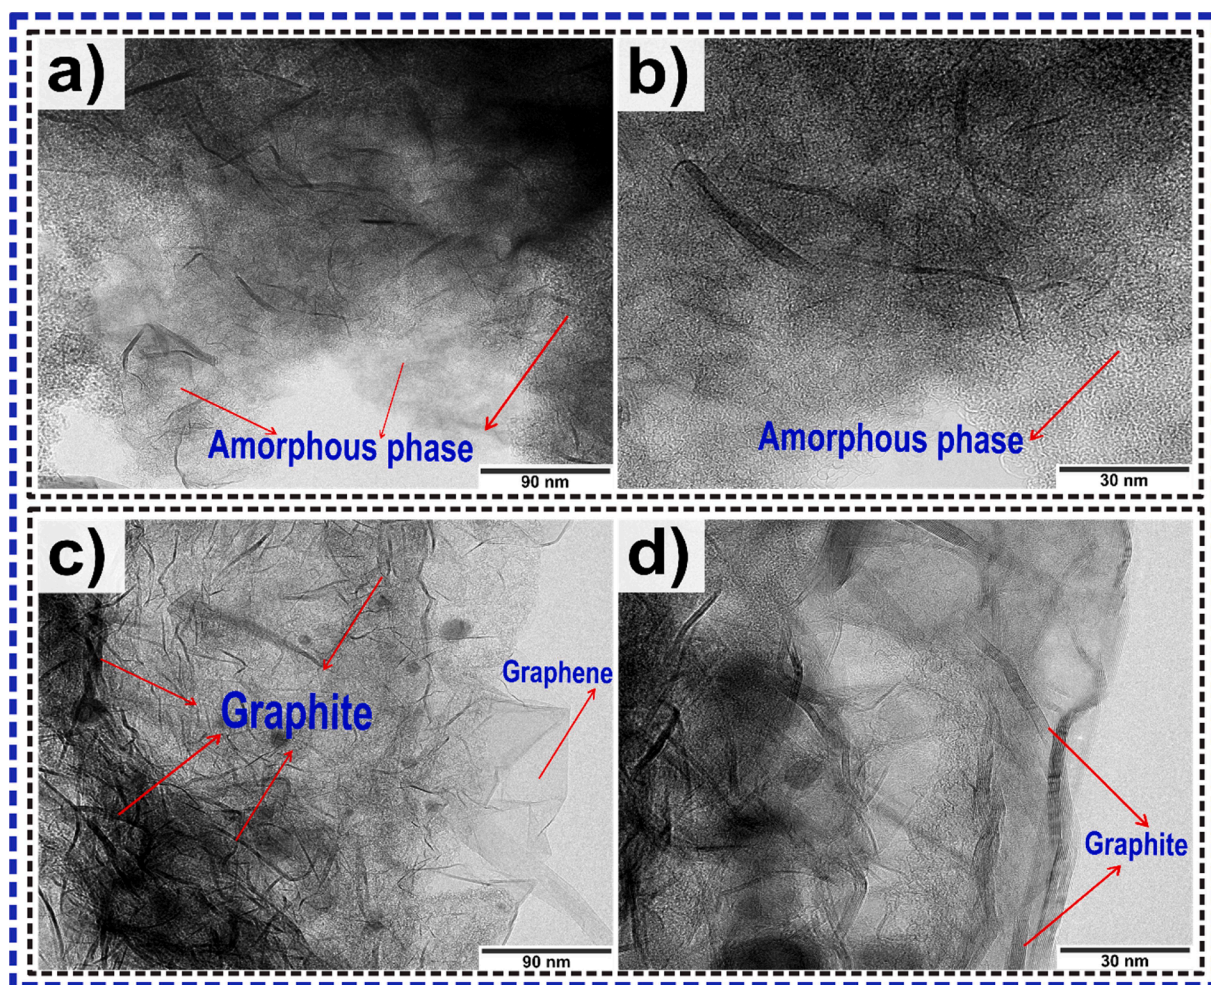 a)
b)
Amorphous phase
90 nm
Amorphous phase
30 nm
c)
d)
Graphene
Graphite
Graphite
90 nm
30 nm